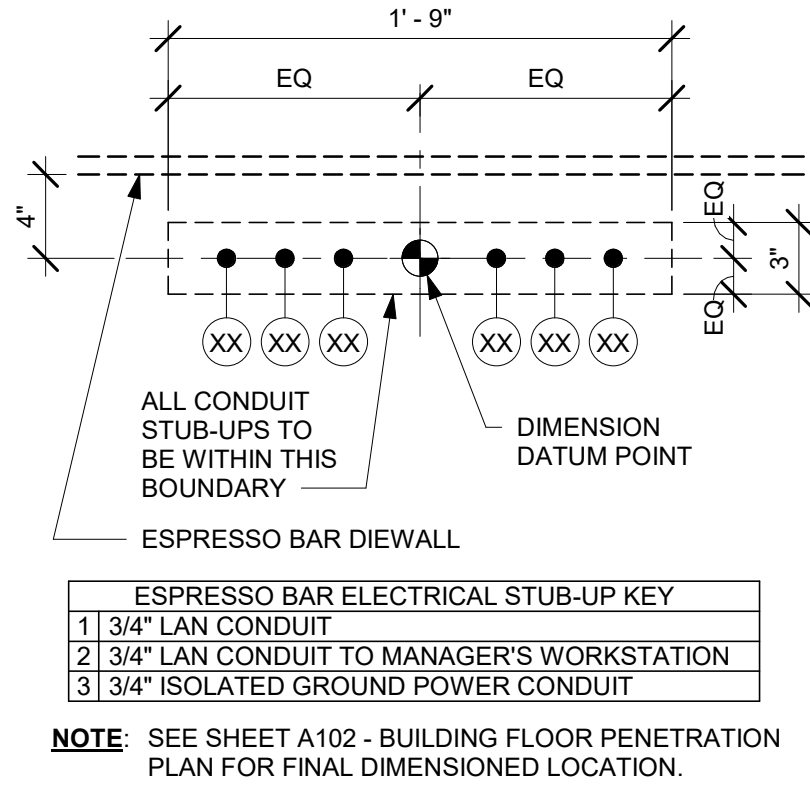 1' - 9"
EQ EQ
4"
EQ
3"
EQ
XX XX XX XX XX XX
ALL CONDUIT
STUB-UPS TO
BE WITHIN THIS
BOUNDARY
DIMENSION
DATUM POINT
ESPRESSO BAR DIEWALL
ESPRESSO BAR ELECTRICAL STUB-UP KEY
1 3/4" LAN CONDUIT
2 3/4" LAN CONDUIT TO MANAGER'S WORKSTATION
3 3/4" ISOLATED GROUND POWER CONDUIT
NOTE: SEE SHEET A102 - BUILDING FLOOR PENETRATION
PLAN FOR FINAL DIMENSIONED LOCATION.